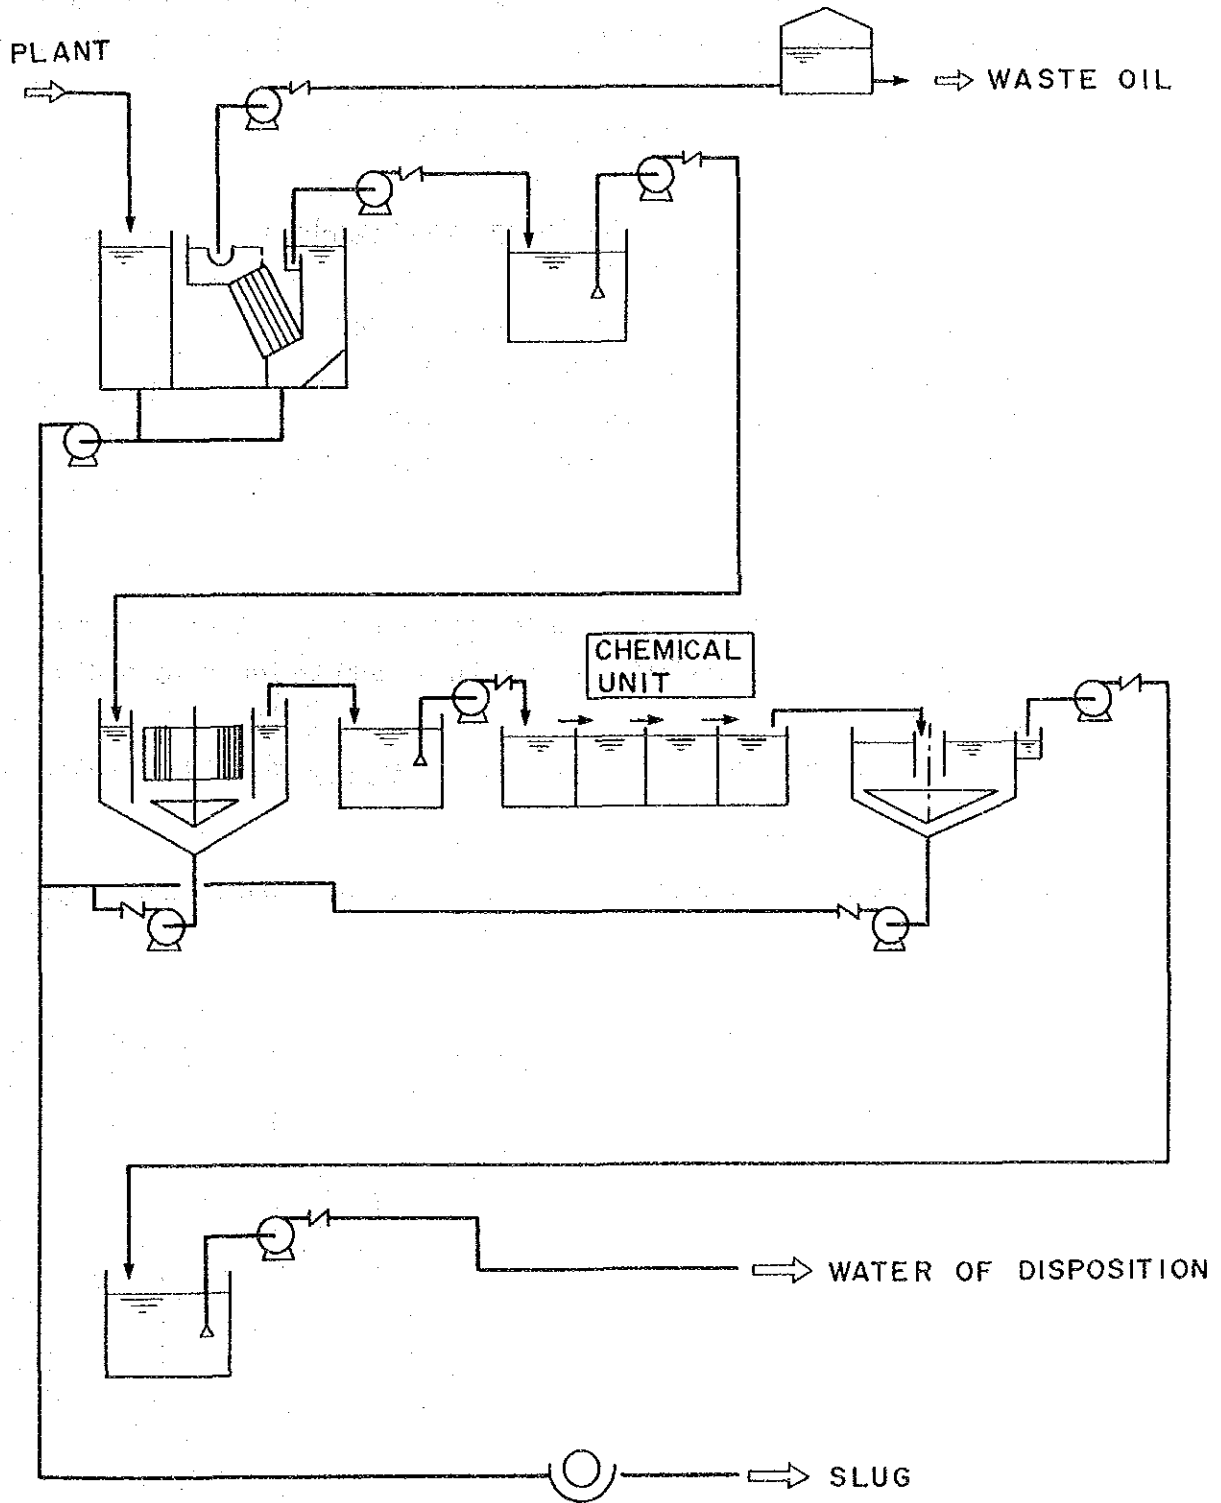 PLANT
WASTE OIL
CHEMICAL
UNIT
WATER OF DISPOSITION
SLUG